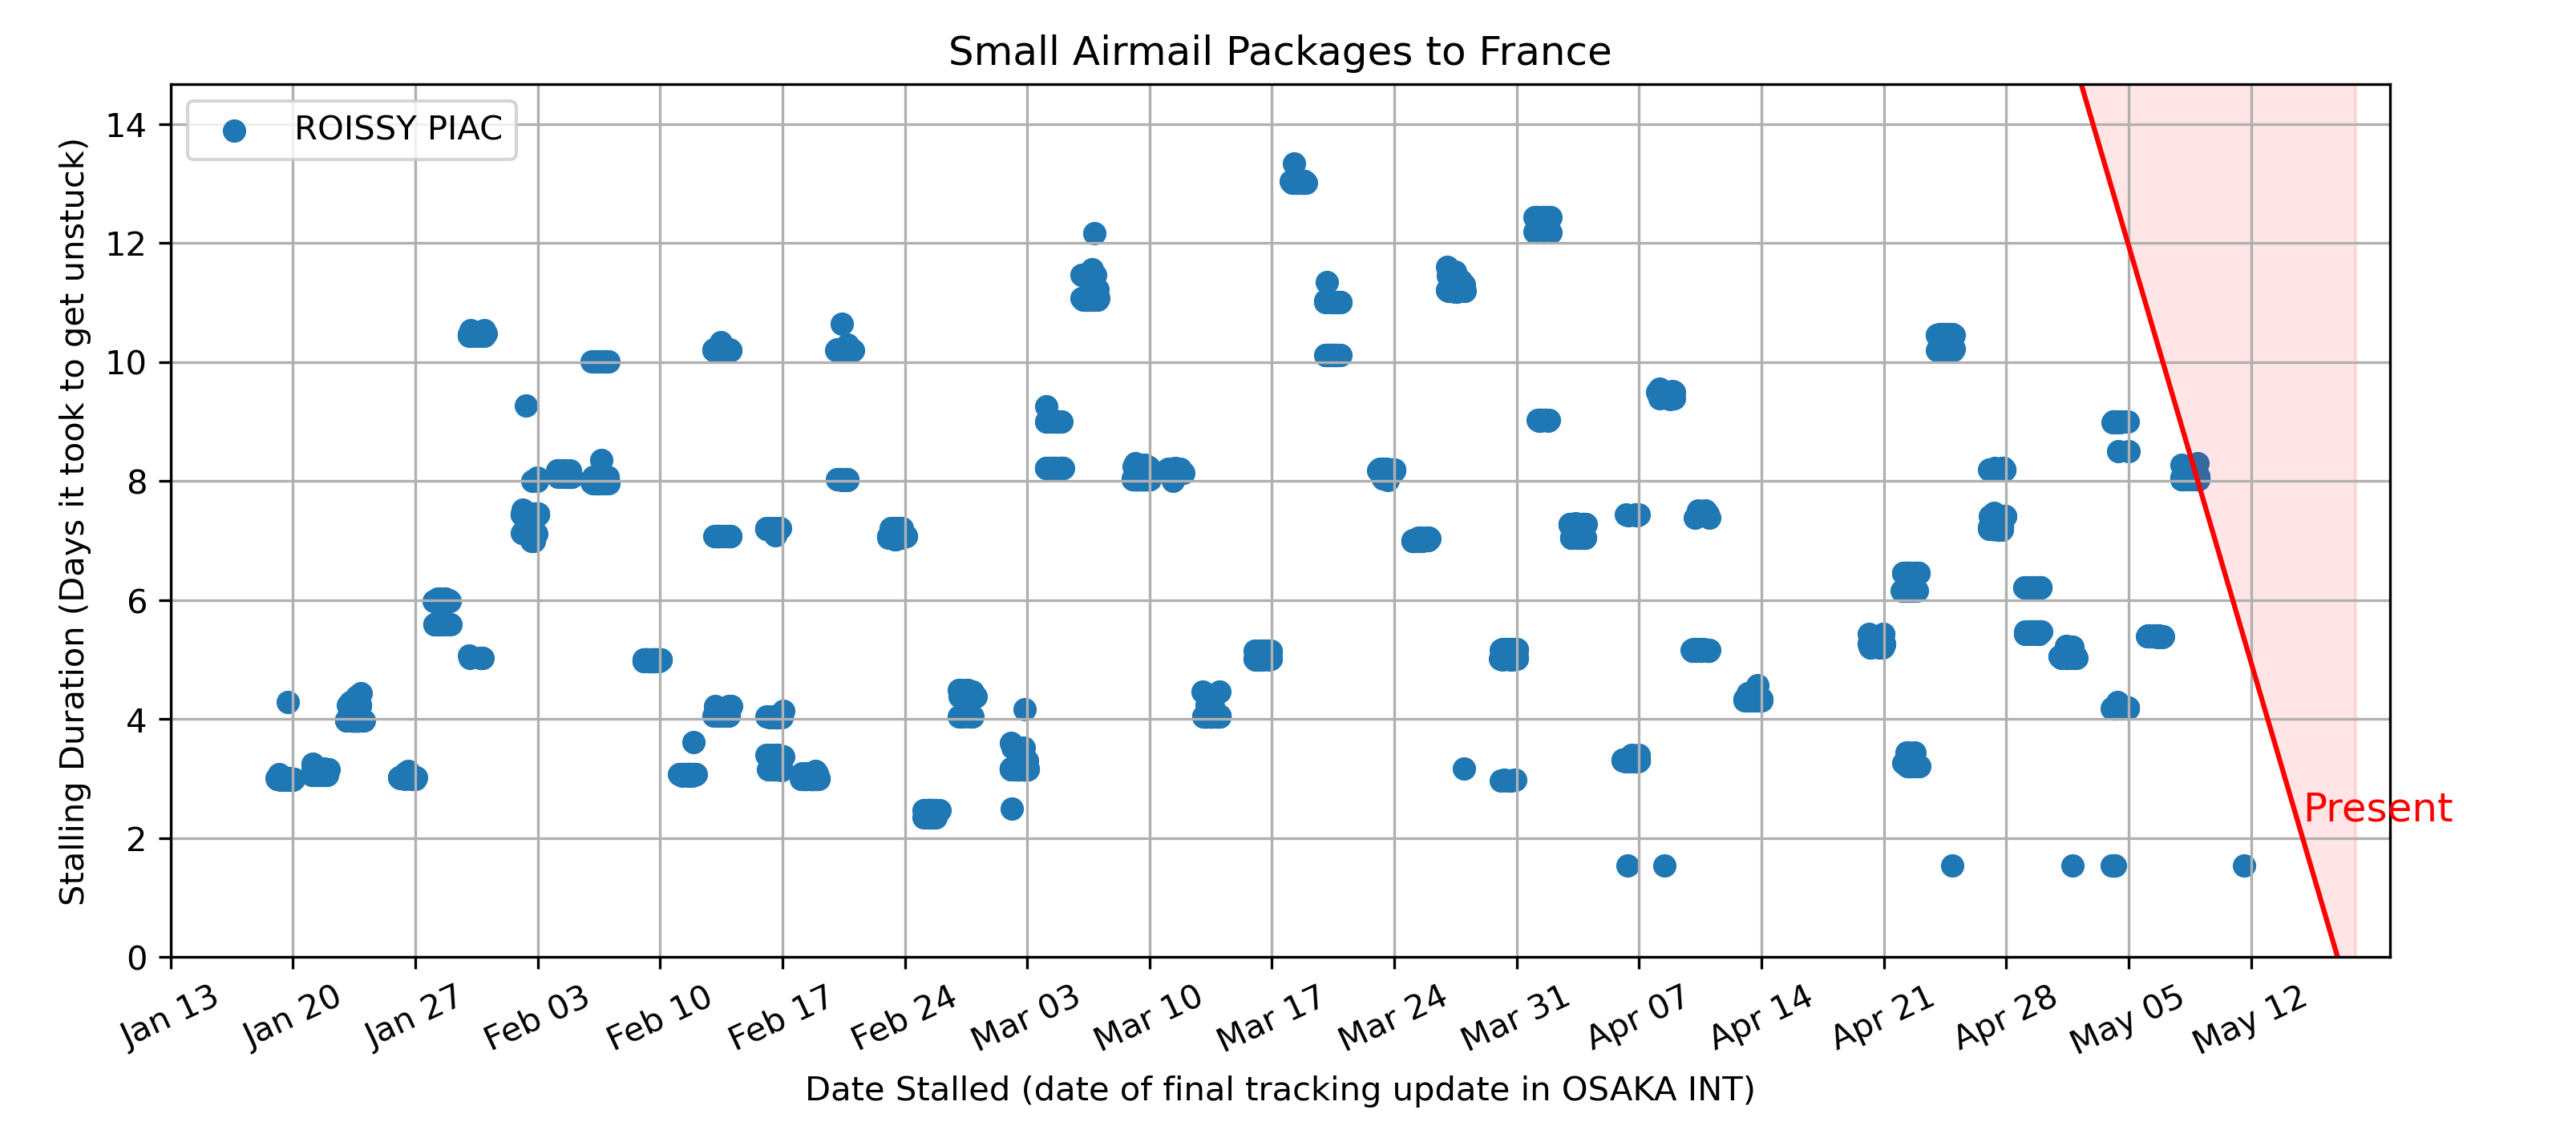 Small Airmail Packages to France
ROISSY PIAC
Stalling Duration (Days it took to get unstuck)
14
12
10
8
6
4
2
0
Present
Jan 13
Jan 20
Jan 27
Feb 03
Feb 10
Feb 17
Feb 24
Mar 03
Mar 10
Mar 17
Mar 24
Mar 31
Apr 07
Apr 14
Apr 21
Apr 28
May 05
May 12
Date Stalled (date of final tracking update in OSAKA INT)